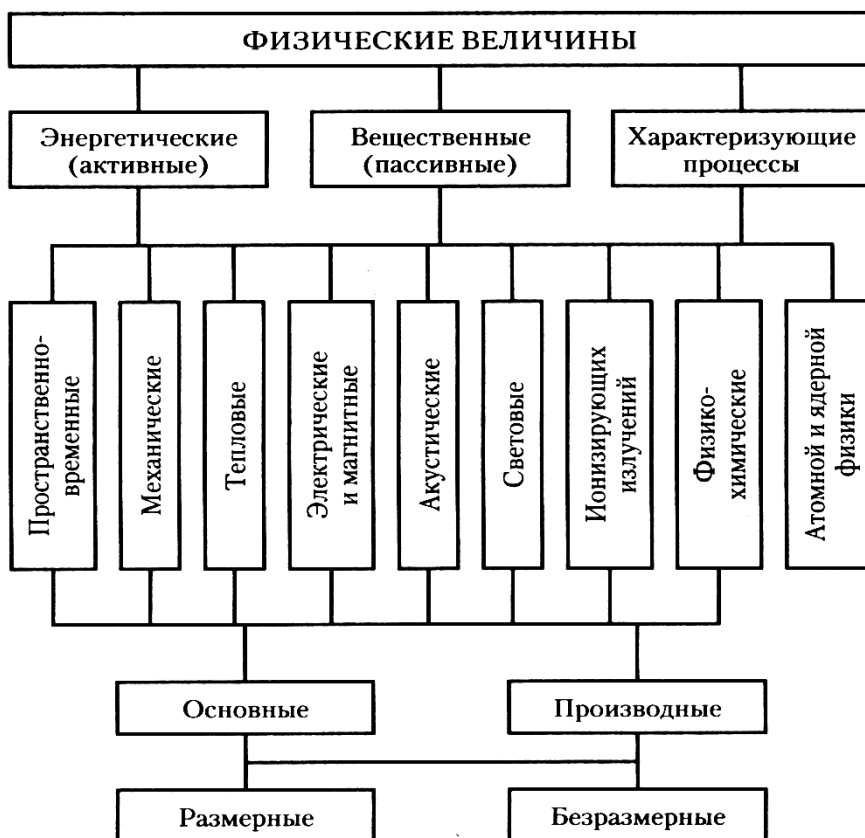 ФИЗИЧЕСКИЕ ВЕЛИЧИНЫ
Энергетические
(активные)
Вещественные
(пассивные)
Характеризующие
процессы
Пространственно-
временные
Механические
Тепловые
Электрические
и магнитные
Акустические
Световые
Ионизирующих
излучений
Физико-
химические
Атомной и ядерной
физики
Основные
Производные
Размерные
Безразмерные